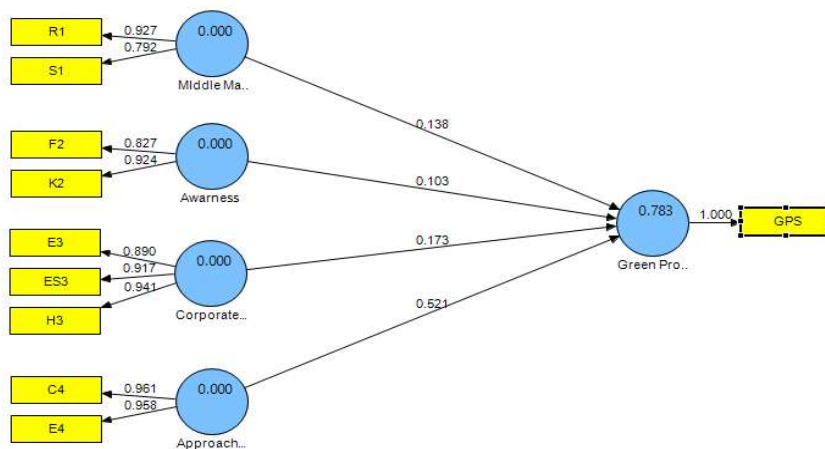 R1
0.927
0.000
S1
0.792
MIddle Ma..
0.138
F2
0.827
0.000
K2
0.924
Awarness
0.103
0.783
1.000
GPS
Green Pro..
E3
0.890
0.173
ES3
0.917
0.000
H3
0.941
Corporate...
0.521
C4
0.961
0.000
E4
0.958
Approach...